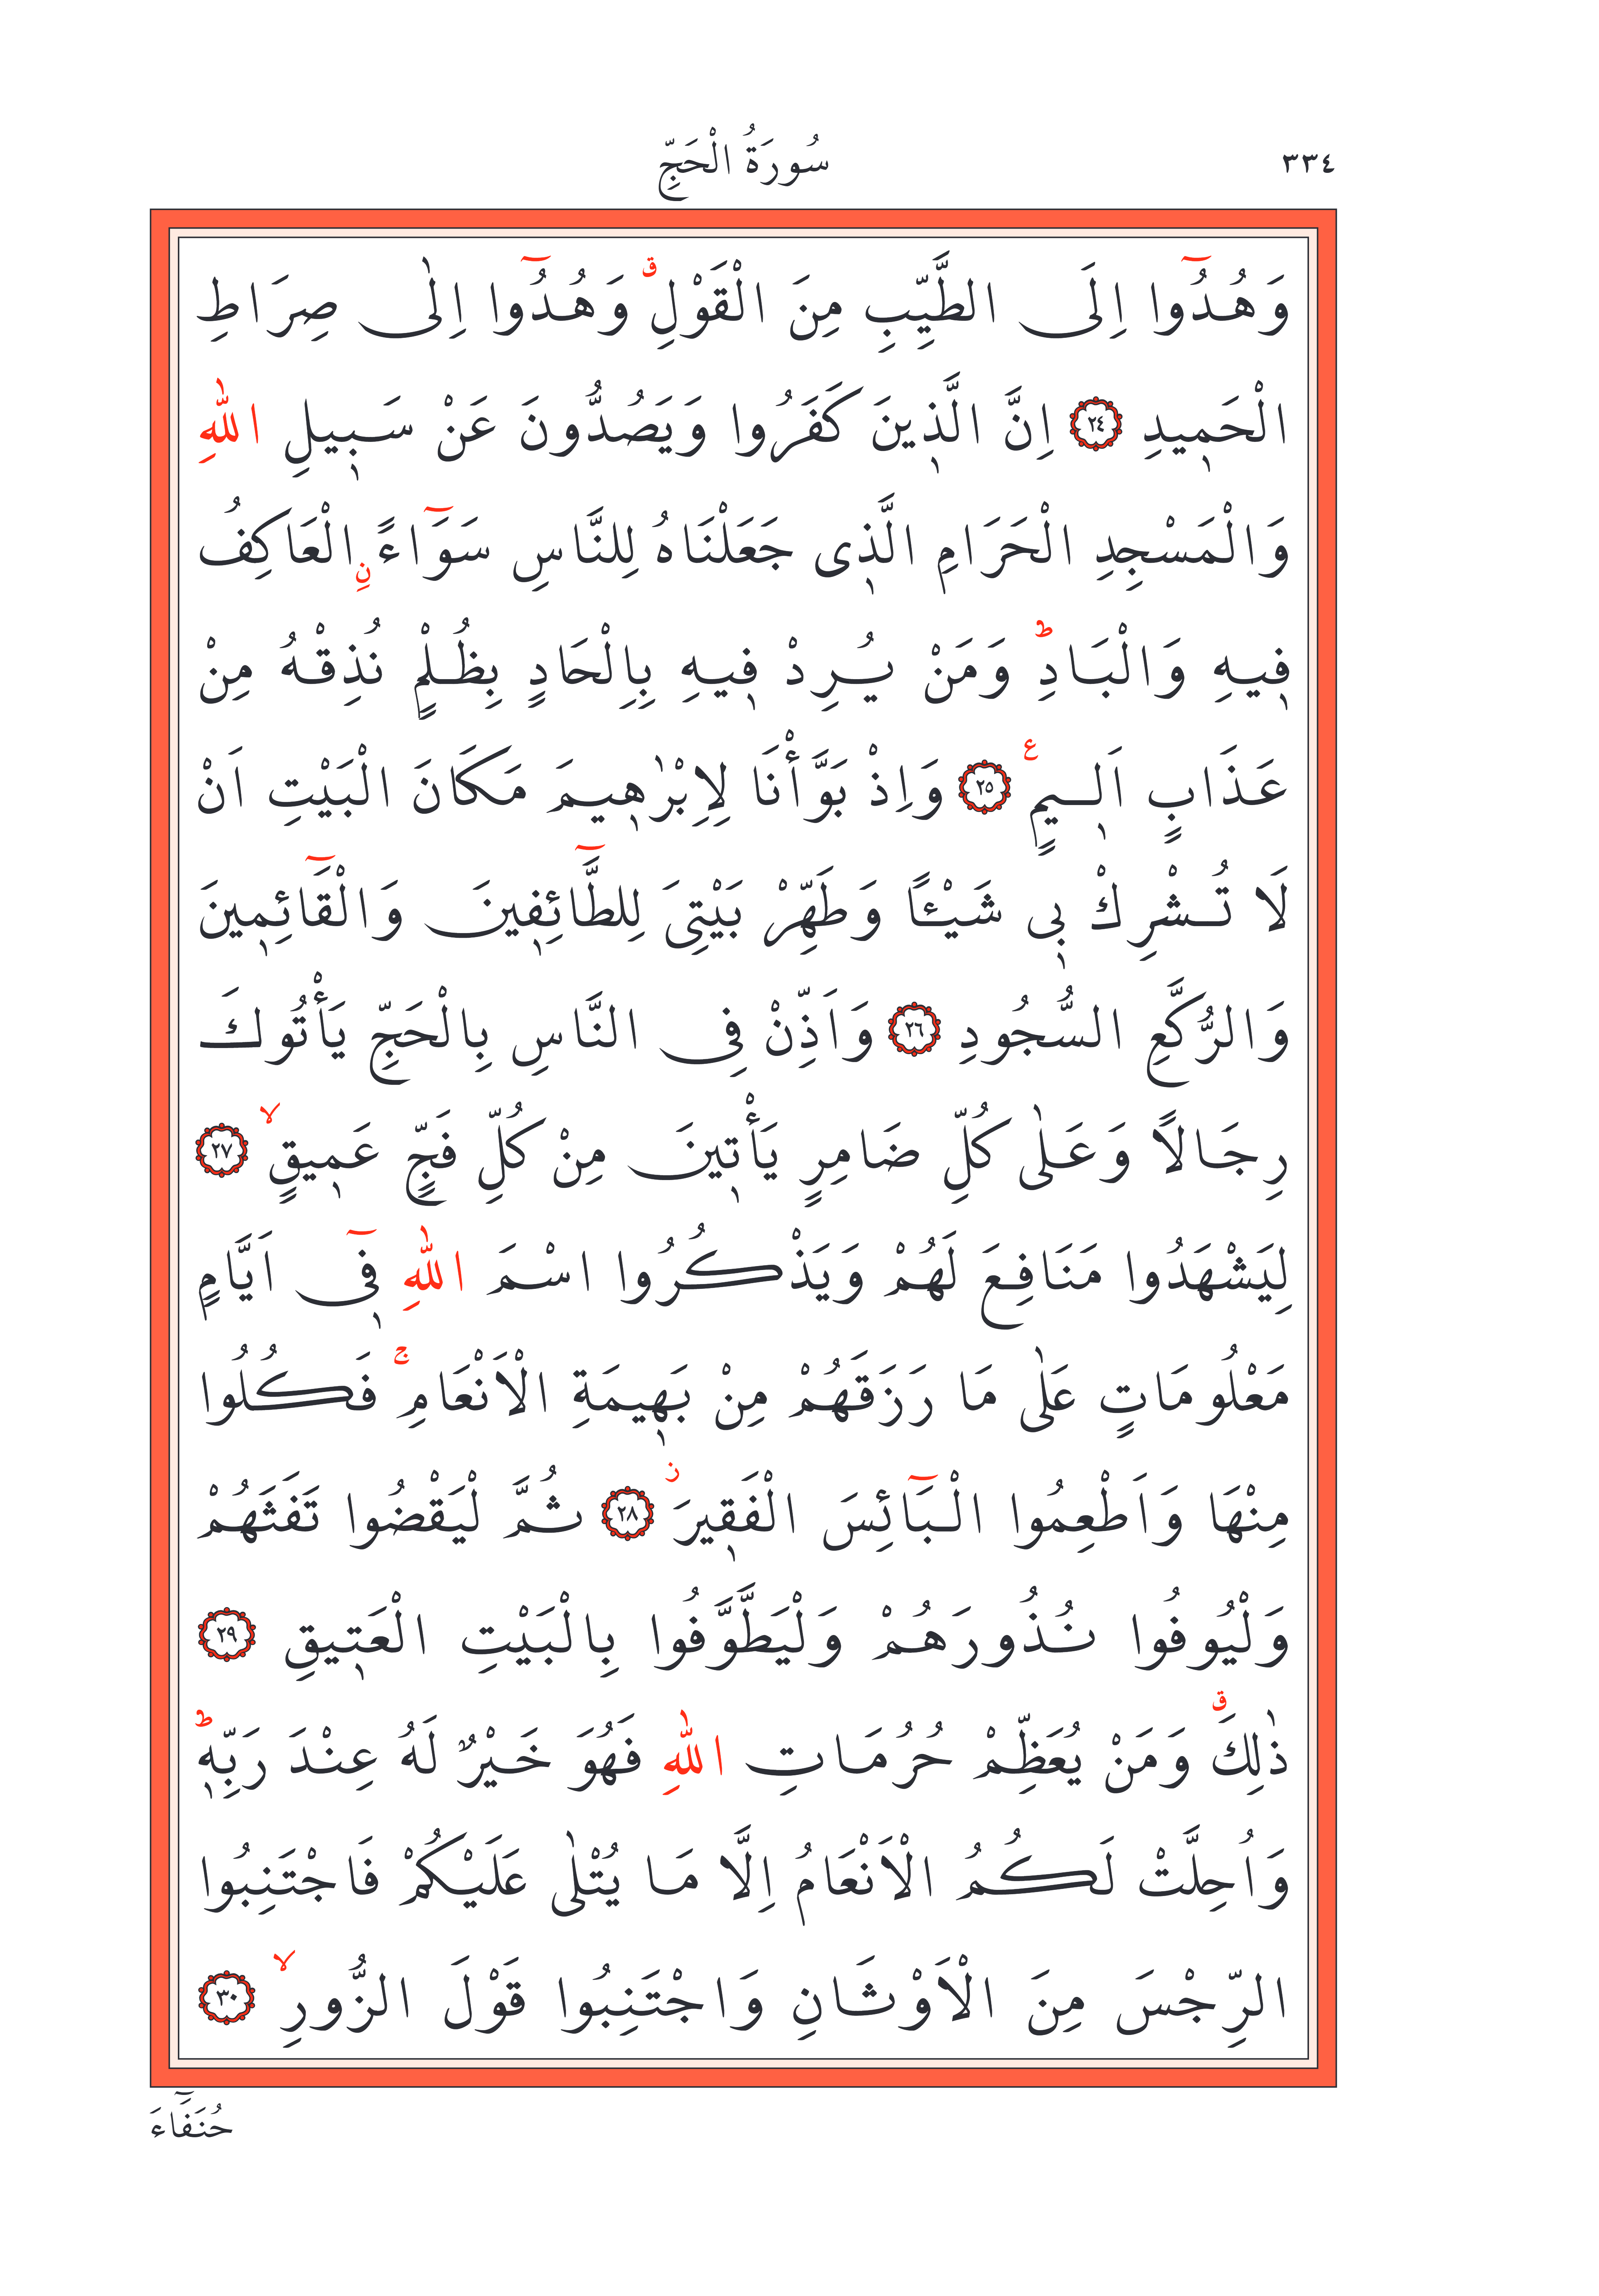 ٣٣٤ سُورَةُ الْحَجِّ
وَهُدُٓوا اِلَى الطَّيِّبِ مِنَ الْقَوْلِۗ وَهُدُٓوا اِلٰى صِرَاطِ
الْحَمٖيدِ ﴿٢٤﴾ اِنَّ الَّذٖينَ كَفَرُوا وَيَصُدُّونَ عَنْ سَبٖيلِ اللّٰهِ
وَالْمَسْجِدِ الْحَرَامِ الَّذٖى جَعَلْنَاهُ لِلنَّاسِ سَوَٓاءًۨ الْعَاكِفُ
فٖيهِ وَالْبَادِؕ وَمَنْ يُرِدْ فٖيهِ بِاِلْحَادٍ بِظُلْمٍ نُذِقْهُ مِنْ
عَذَابٍ اَلٖيمٍࣖ ﴿٢٥﴾ وَاِذْ بَوَّأْنَا لِاِبْرٰهٖيمَ مَكَانَ الْبَيْتِ اَنْ
لَا تُشْرِكْ بٖى شَيْـًٔا وَطَهِّرْ بَيْتِىَ لِلطَّٓائِفٖينَ وَالْقَٓائِمٖينَ
وَالرُّكَّعِ السُّجُودِ ﴿٢٦﴾ وَاَذِّنْ فِى النَّاسِ بِالْحَجِّ يَأْتُوكَ
رِجَالًا وَعَلٰى كُلِّ ضَامِرٍ يَأْتٖينَ مِنْ كُلِّ فَجٍّ عَمٖيقٍۙ ﴿٢٧﴾
لِيَشْهَدُوا مَنَافِعَ لَهُمْ وَيَذْكُرُوا اسْمَ اللّٰهِ فٖٓى اَيَّامٍ
مَعْلُومَاتٍ عَلٰى مَا رَزَقَهُمْ مِنْ بَهٖيمَةِ الْاَنْعَامِۚ فَكُلُوا
مِنْهَا وَاَطْعِمُوا الْبَٓائِسَ الْفَقٖيرَؗ ﴿٢٨﴾ ثُمَّ لْيَقْضُوا تَفَثَهُمْ
وَلْيُوفُوا نُذُورَهُمْ وَلْيَطَّوَّفُوا بِالْبَيْتِ الْعَتٖيقِ ﴿٢٩﴾
ذٰلِكَۗ وَمَنْ يُعَظِّمْ حُرُمَاتِ اللّٰهِ فَهُوَ خَيْرٌ لَهُ عِنْدَ رَبِّهٖؕ
وَاُحِلَّتْ لَكُمُ الْاَنْعَامُ اِلَّا مَا يُتْلٰى عَلَيْكُمْ فَاجْتَنِبُوا
الرِّجْسَ مِنَ الْاَوْثَانِ وَاجْتَنِبُوا قَوْلَ الزُّورِۙ ﴿٣٠﴾
حُنَفَٓاءَ